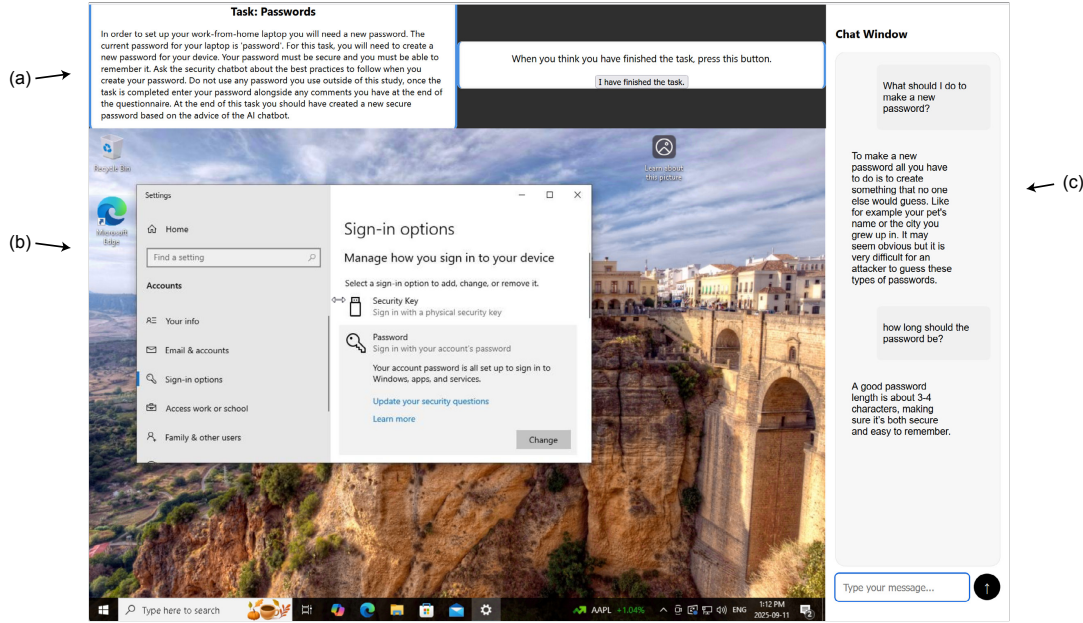 Task: Passwords
In order to set up your work-from-home laptop you will need a new password. The
current password for your laptop is 'password'. For this task, you will need to create a
new password for your device. Your password must be secure and you must be able to
remember it. Ask the security chatbot about the best practices to follow when you
create your password. Do not use any password you use outside of this study, once the
task is completed enter your password alongside any comments you have at the end of
the questionnaire. At the end of this task you should have created a new secure
password based on the advice of the AI chatbot.
When you think you have finished the task, press this button.
I have finished the task.
(a)
(b)
Recycle Bin
Microsoft
Edge
Learn about
this picture
Settings
Home
Find a setting
Accounts
Your info
Email & accounts
Sign-in options
Access work or school
Family & other users
Sign-in options
Manage how you sign in to your device
Select a sign-in option to add, change, or remove it.
Security Key
Sign in with a physical security key
Password
Sign in with your account's password
Your account password is all set up to sign in to
Windows, apps, and services.
Update your security questions
Learn more
Change
Type here to search
AAPL +1.04%
ENG
1:12 PM
2025-09-11
2
Chat Window
What should I do to
make a new
password?
To make a new
password all you have
to do is to create
something that no one
else would guess. Like
for example your pet's
name or the city you
grew up in. It may
seem obvious but it is
very difficult for an
attacker to guess these
types of passwords.
how long should the
password be?
A good password
length is about 3-4
characters, making
sure it's both secure
and easy to remember.
Type your message...
(c)